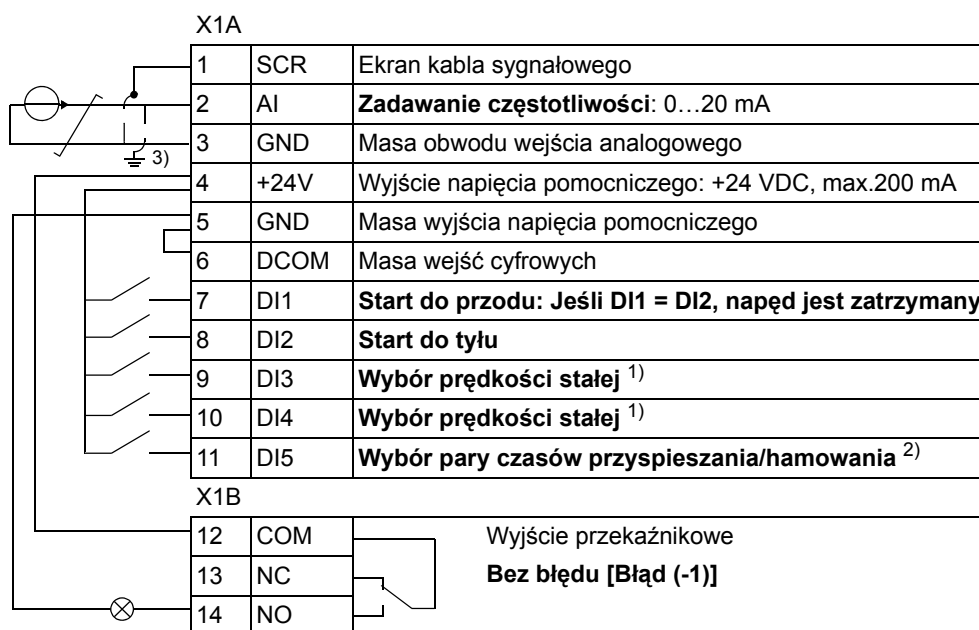 X1A
1 SCR Ekran kabla sygnałowego
2 AI Zadawanie częstotliwości: 0…20 mA
3 GND Masa obwodu wejścia analogowego
3)
4 +24V Wyjście napięcia pomocniczego: +24 VDC, max.200 mA
5 GND Masa wyjścia napięcia pomocniczego
6 DCOM Masa wejść cyfrowych
7 DI1 Start do przodu: Jeśli DI1 = DI2, napęd jest zatrzymany
8 DI2 Start do tyłu
9 DI3 Wybór prędkości stałej 1)
10 DI4 Wybór prędkości stałej 1)
11 DI5 Wybór pary czasów przyspieszania/hamowania 2)
X1B
12 COM Wyjście przekaźnikowe
13 NC Bez błędu [Błąd (-1)]
14 NO